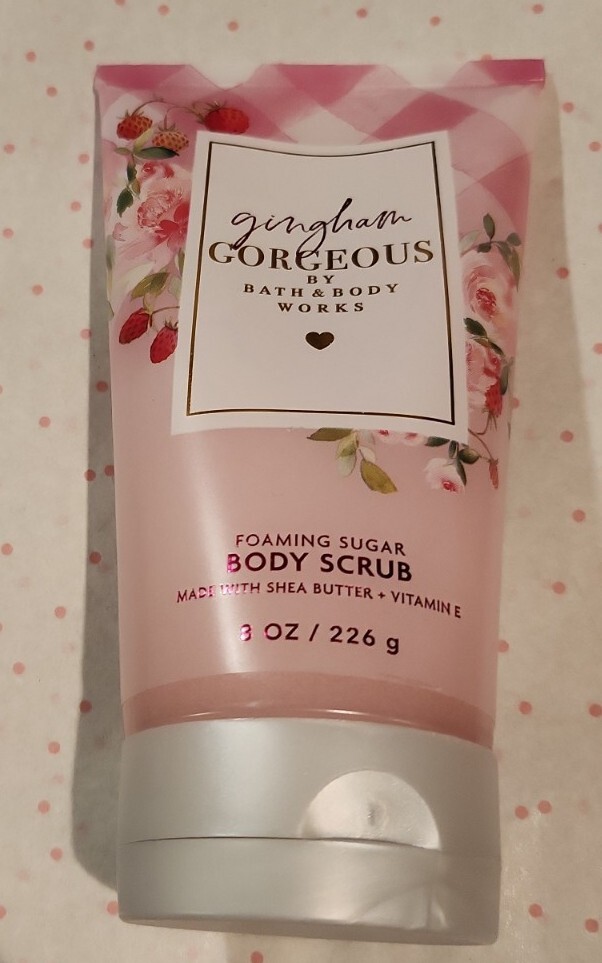 gingham
GORGEOUS
BY
BATH & BODY
WORKS
FOAMING SUGAR
BODY SCRUB
MADE WITH SHEA BUTTER + VITAMIN E
8 OZ / 226 g